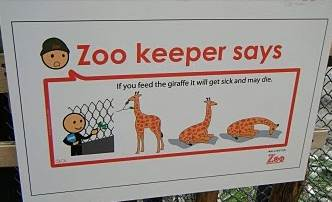 Zoo keeper says
If you feed the giraffe it will get sick and may die.
Zoo